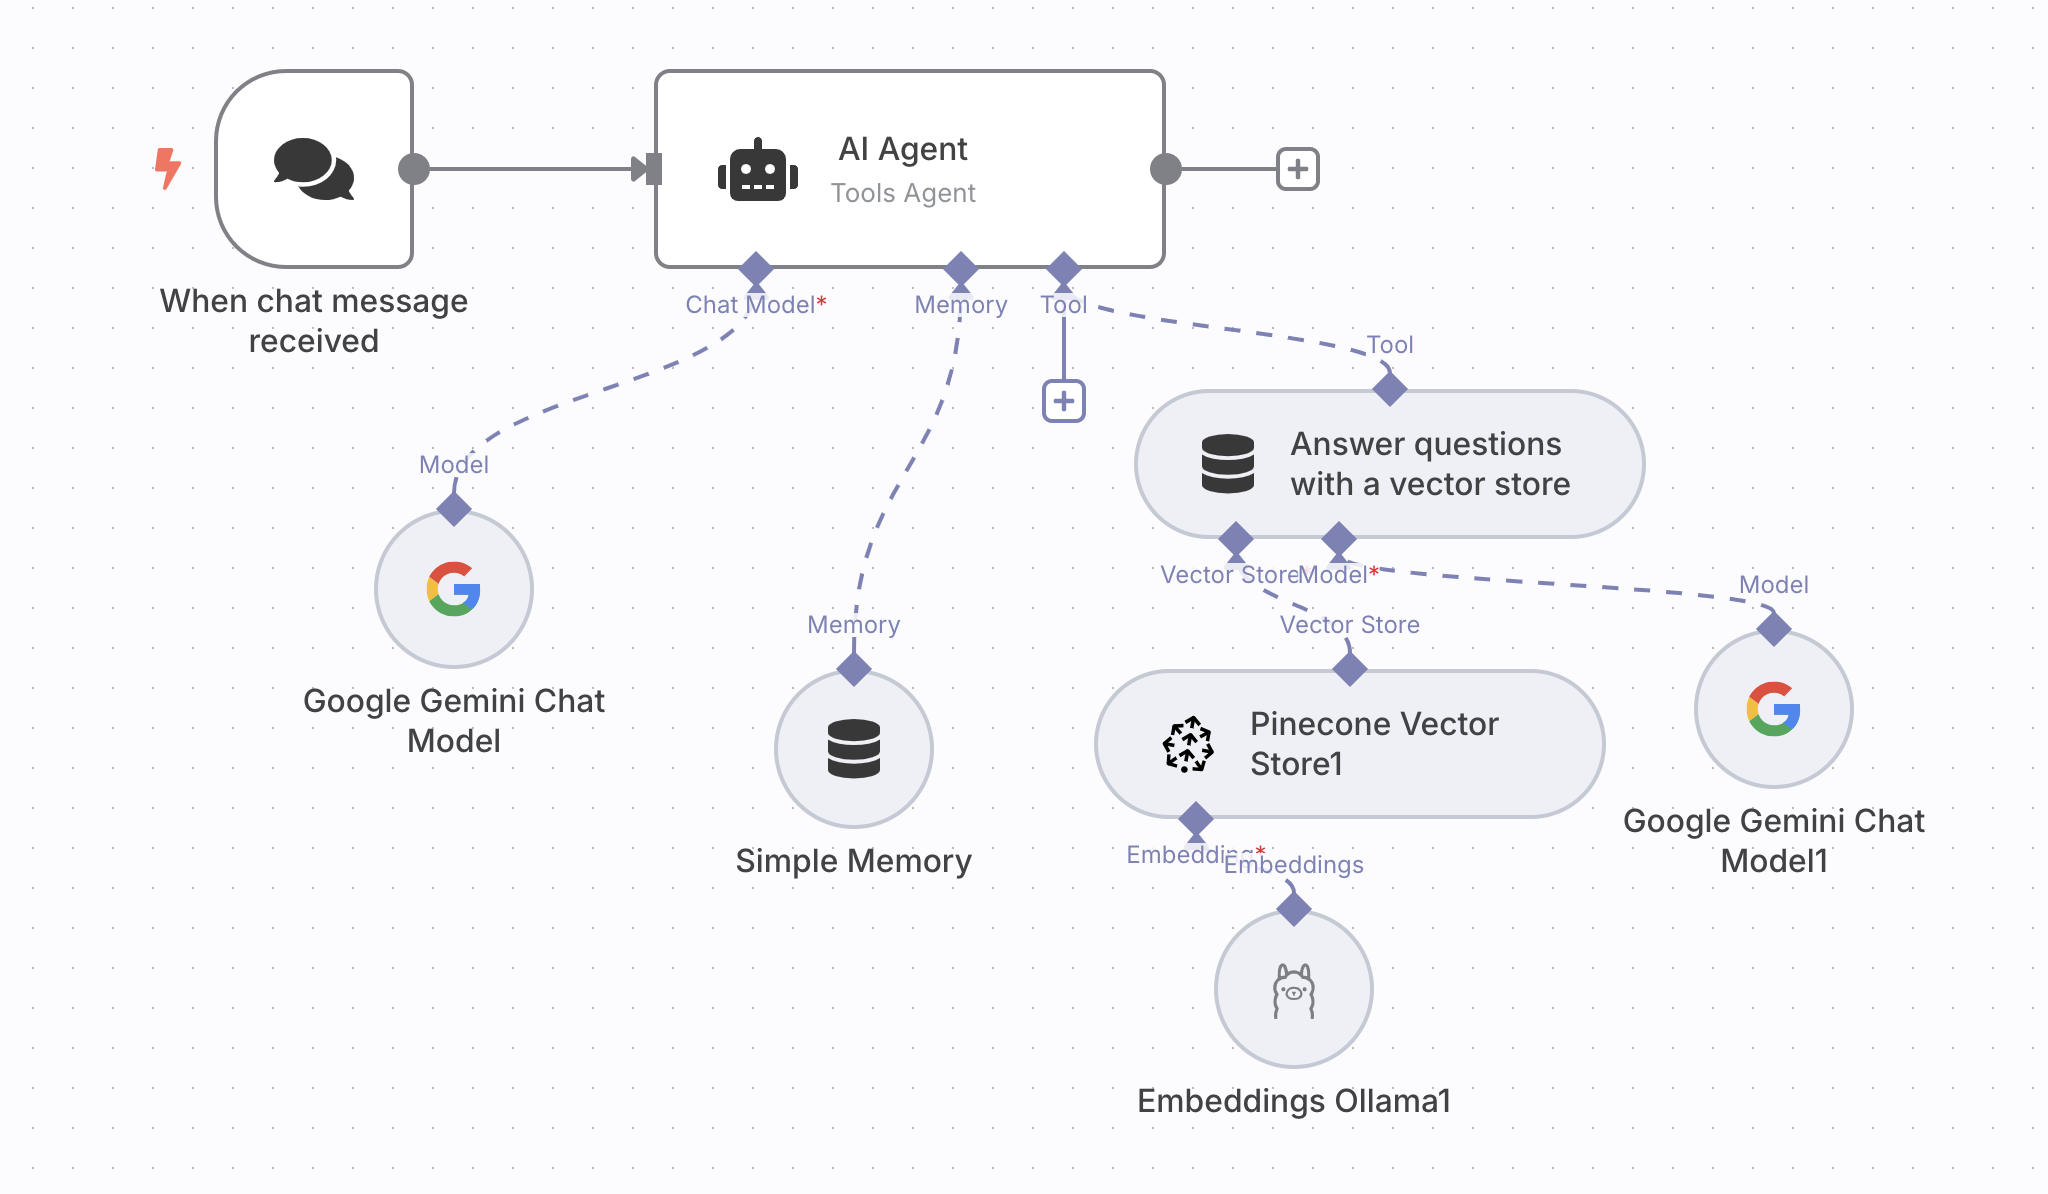 AI Agent
Tools Agent
When chat message
received
Chat Model*
Memory
Tool
Tool
Answer questions
with a vector store
Model
Vector Store
Model*
Model
Vector Store
Memory
Google Gemini Chat
Model
Pinecone Vector
Store1
Simple Memory
Google Gemini Chat
Model1
Embedding*
Embeddings
Embeddings Ollama1